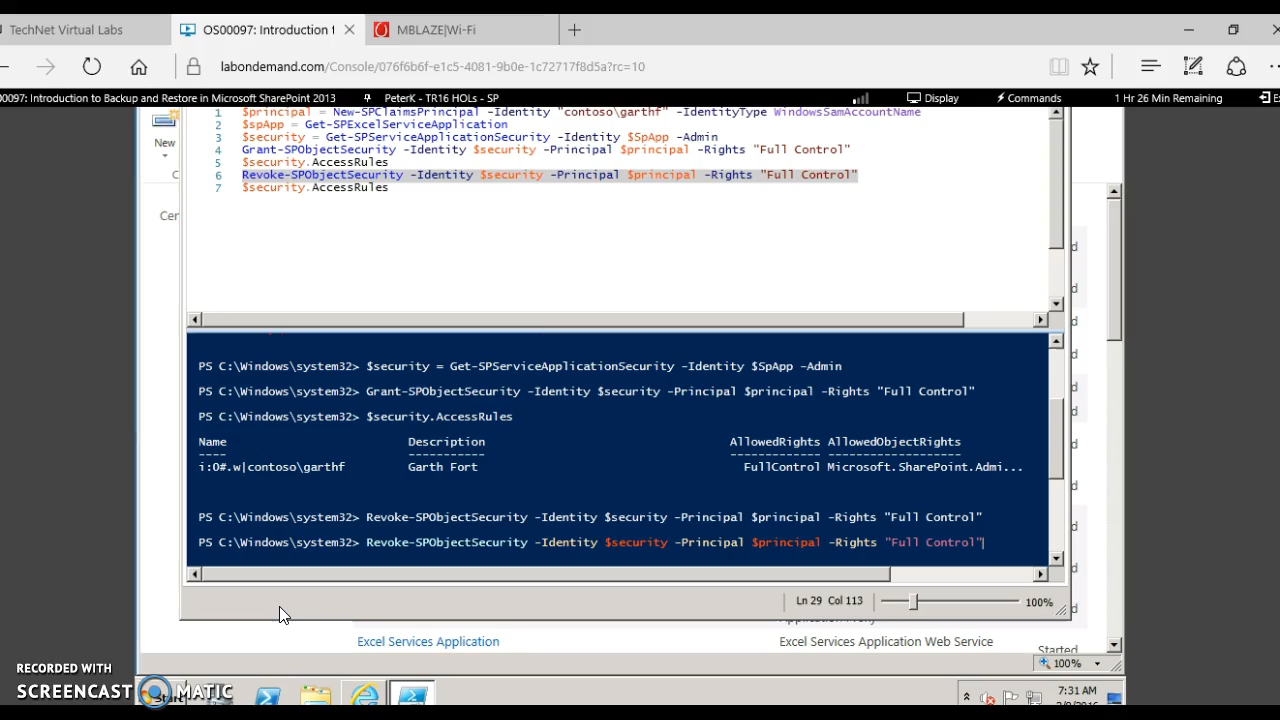 TechNet Virtual Labs
OS00097: Introduction t
MBLAZE|Wi-Fi
labondemand.com/Console/076f6b6f-e1c5-4081-9b0e-1c72717f8d5a?rc=10
0097: Introduction to Backup and Restore in Microsoft SharePoint 2013
PeterK - TR16 HOLs - SP
Display
Commands
1 Hr 26 Min Remaining
E
New
C
Cer
1 $principal = New-SPClaimsPrincipal -Identity "contoso\garthf" -IdentityType WindowsSamAccountName
2 $spApp = Get-SPExcelServiceApplication
3 $security = Get-SPServiceApplicationSecurity -Identity $SpApp -Admin
4 Grant-SPObjectSecurity -Identity $security -Principal $principal -Rights "Full Control"
5 $security.AccessRules
6 Revoke-SPObjectSecurity -Identity $security -Principal $principal -Rights "Full Control"
7 $security.AccessRules
PS C:\Windows\system32> $security = Get-SPServiceApplicationSecurity -Identity $SpApp -Admin
PS C:\Windows\system32> Grant-SPObjectSecurity -Identity $security -Principal $principal -Rights "Full Control"
PS C:\Windows\system32> $security.AccessRules
Name Description AllowedRights AllowedObjectRights
---- ----------- ------------- -------------------
i:0#.w|contoso\garthf Garth Fort FullControl Microsoft.SharePoint.Admi...
PS C:\Windows\system32> Revoke-SPObjectSecurity -Identity $security -Principal $principal -Rights "Full Control"
PS C:\Windows\system32> Revoke-SPObjectSecurity -Identity $security -Principal $principal -Rights "Full Control"
Ln 29 Col 113
100%
Excel Services Application
Excel Services Application Web Service
Started
100%
RECORDED WITH
SCREENCAST MATIC
Start
7:31 AM